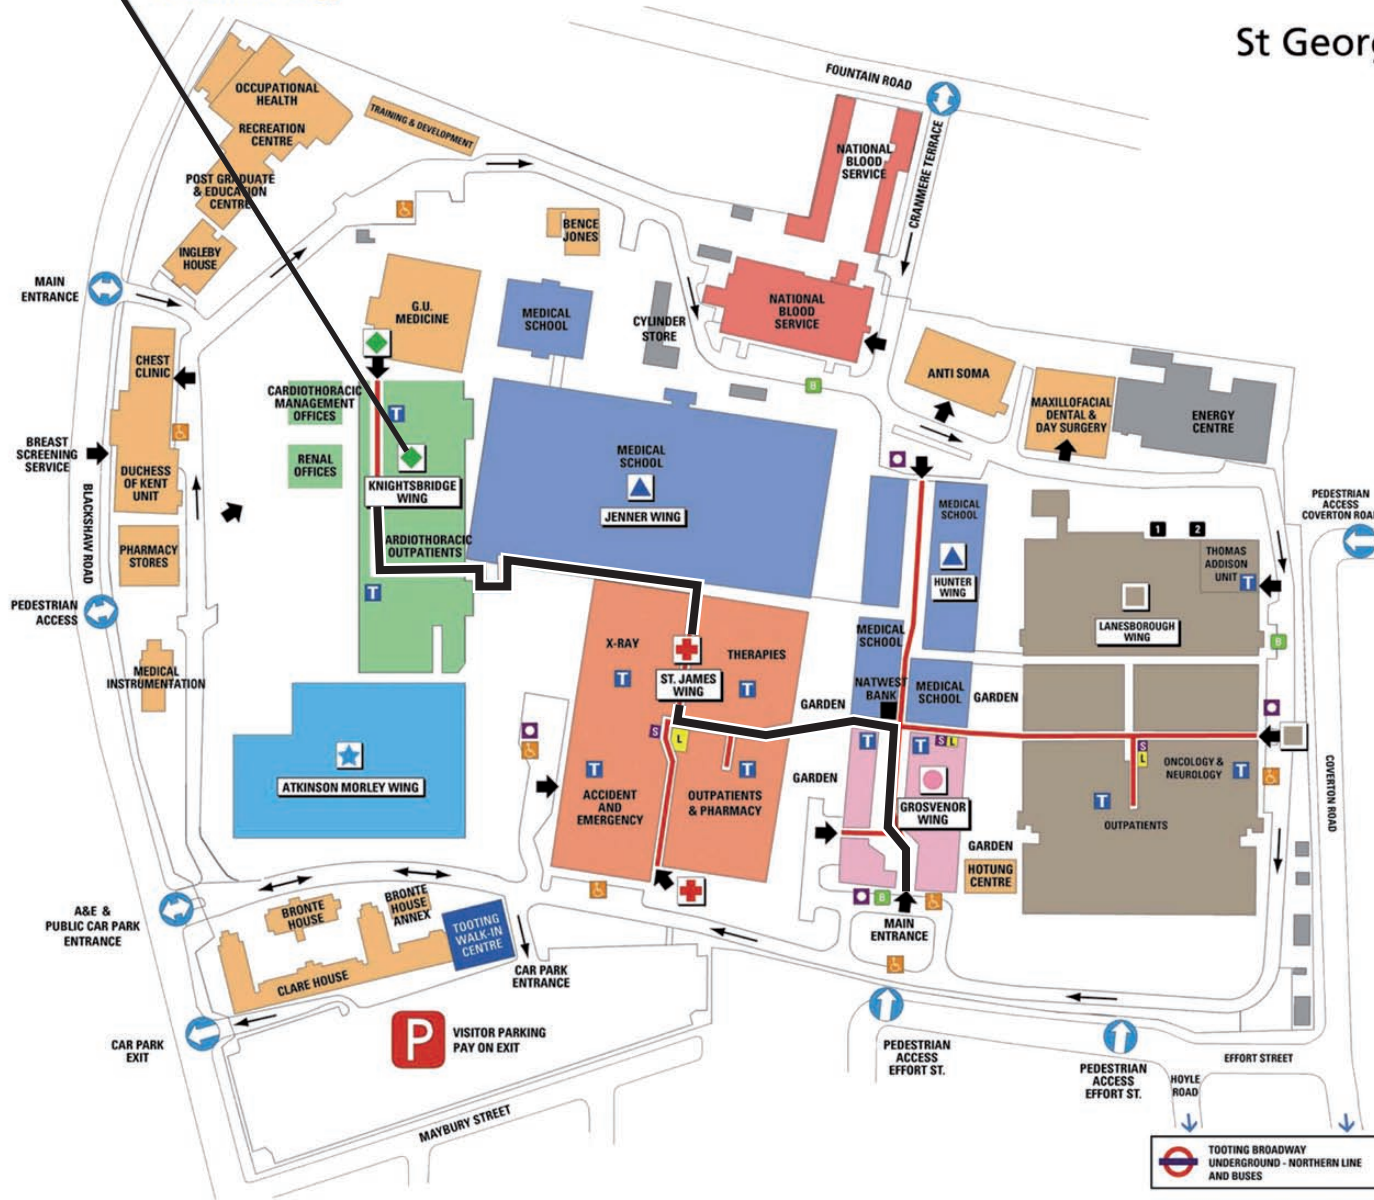 St Georg
FOUNTAIN ROAD
OCCUPATIONAL
HEALTH
RECREATION
CENTRE
TRAINING & DEVELOPMENT
NATIONAL
BLOOD
SERVICE
CRANMERE TERRACE
POST GRADUATE
& EDUCATION
CENTRE
BENCE
JONES
INGLEBY
HOUSE
MAIN
ENTRANCE
G.U.
MEDICINE
MEDICAL
SCHOOL
CYLINDER
STORE
NATIONAL
BLOOD
SERVICE
CHEST
CLINIC
ANTI SOMA
B
CARDIOTHORACIC
MANAGEMENT
OFFICES
T
MAXILLOFACIAL
DENTAL &
DAY SURGERY
ENERGY
CENTRE
BREAST
SCREENING
SERVICE
DUCHESS
OF KENT
UNIT
RENAL
OFFICES
MEDICAL
SCHOOL
KNIGHTSBRIDGE
WING
JENNER WING
MEDICAL
SCHOOL
PEDESTRIAN
ACCESS
COVERTON ROAD
BLACKSHAW ROAD
PHARMACY
STORES
ARDIOTHORACIC
OUTPATIENTS
1
2
THOMAS
ADDISON
UNIT
T
HUNTER
WING
PEDESTRIAN
ACCESS
T
LANESBOROUGH
WING
MEDICAL
SCHOOL
B
X-RAY
THERAPIES
MEDICAL
INSTRUMENTATION
T
ST. JAMES
WING
T
NATWEST
BANK
MEDICAL
SCHOOL
GARDEN
GARDEN
S
L
T
T
S
L
S
L
ATKINSON MORLEY WING
T
T
GARDEN
ONCOLOGY &
NEUROLOGY
T
ACCIDENT
AND
EMERGENCY
OUTPATIENTS
& PHARMACY
GROSVENOR
WING
T
OUTPATIENTS
COVERTON ROAD
GARDEN
HOTUNG
CENTRE
A&E &
PUBLIC CAR PARK
ENTRANCE
BRONTE
HOUSE
BRONTE
HOUSE
ANNEX
TOOTING
WALK-IN
CENTRE
B
MAIN
ENTRANCE
CLARE HOUSE
CAR PARK
ENTRANCE
CAR PARK
EXIT
P
VISITOR PARKING
PAY ON EXIT
PEDESTRIAN
ACCESS
EFFORT ST.
PEDESTRIAN
ACCESS
EFFORT ST.
EFFORT STREET
HOYLE
ROAD
MAYBURY STREET
TOOTING BROADWAY
UNDERGROUND - NORTHERN LINE
AND BUSES